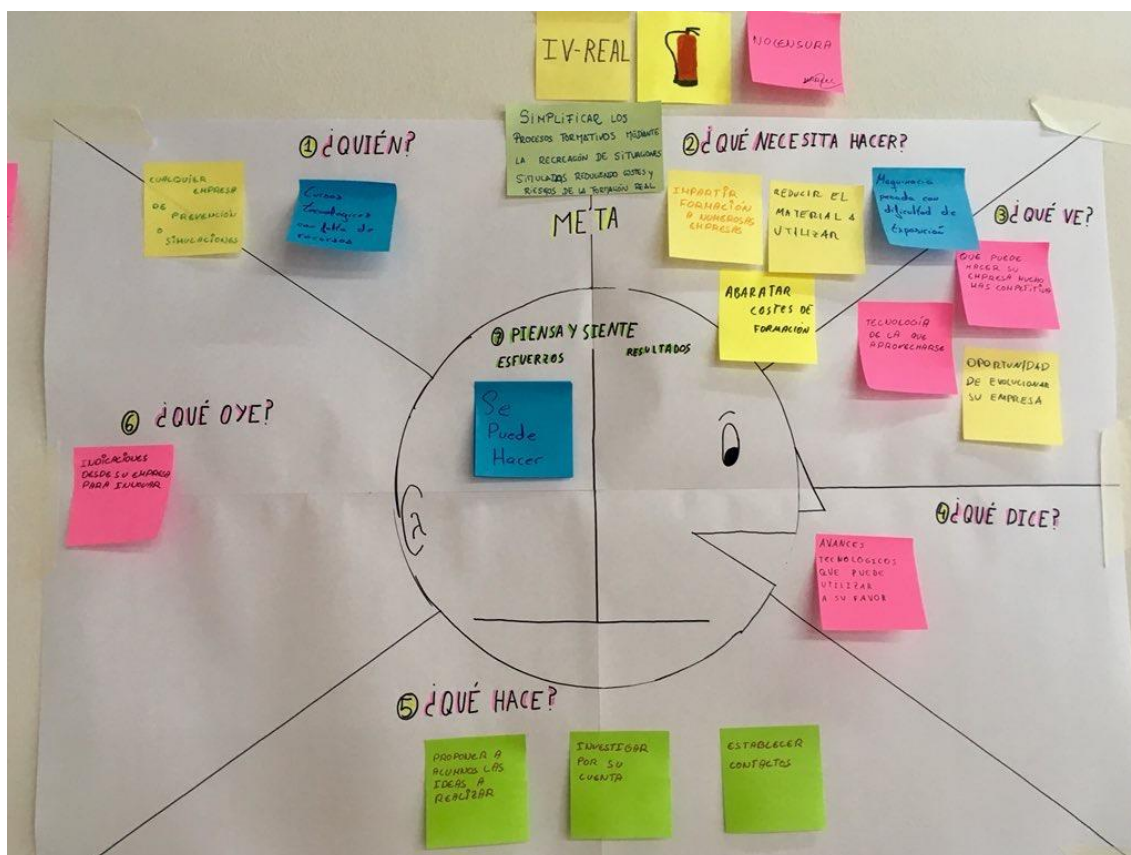 IV-REAL
NOCENSURA
SIMPLIFICAR LOS
PROCESOS FORMATIVOS MEDIANTE
LA RECREACIÓN DE SITUACIONES
SIMULADAS REDUCIENDO COSTES Y
RIESGOS DE LA FORMACIÓN REAL
META
① ¿QUIÉN?
CUALQUIER
EMPRESA
DE PREVENCIÓN
O
SIMULACIONES
Cursos
tecnológicos
con falta de
recursos
② ¿QUÉ NECESITA HACER?
IMPARTIR
FORMACIÓN
A NUMEROSAS
EMPRESAS
REDUCIR EL
MATERIAL A
UTILIZAR
Maquinaria
pesada con
dificultad de
Exposición
ABARATAR
COSTES DE
FORMACIÓN
③ ¿QUÉ VE?
QUE PUEDE
HACER SU
EMPRESA MUCHO
MAS COMPETITIVA
TECNOLOGÍA
DE LA QUE
APROVECHARSE
OPORTUNIDAD
DE EVOLUCIONAR
SU EMPRESA
④ ¿QUÉ DICE?
AVANCES
TECNOLÓGICOS
QUE PUEDE
UTILIZAR
A SU FAVOR
⑤ ¿QUÉ HACE?
PROPONER A
ALUMNOS LAS
IDEAS A
REALIZAR
INVESTIGAR
POR SU
CUENTA
ESTABLECER
CONTACTOS
⑥ ¿QUÉ OYE?
INDICACIONES
DESDE SU EMPRESA
PARA INNOVAR
⑦ PIENSA Y SIENTE
ESFUERZOS
RESULTADOS
Se
Puede
Hacer